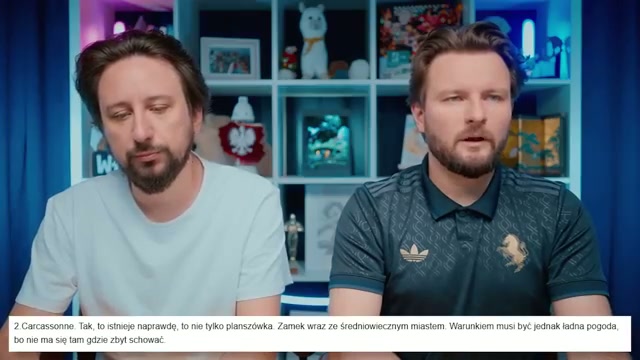 2.Carcassonne. Tak, to istnieje naprawdę, to nie tylko planszówka. Zamek wraz ze średniowiecznym miastem. Warunkiem musi być jednak ładna pogoda,
bo nie ma się tam gdzie zbyt schować.